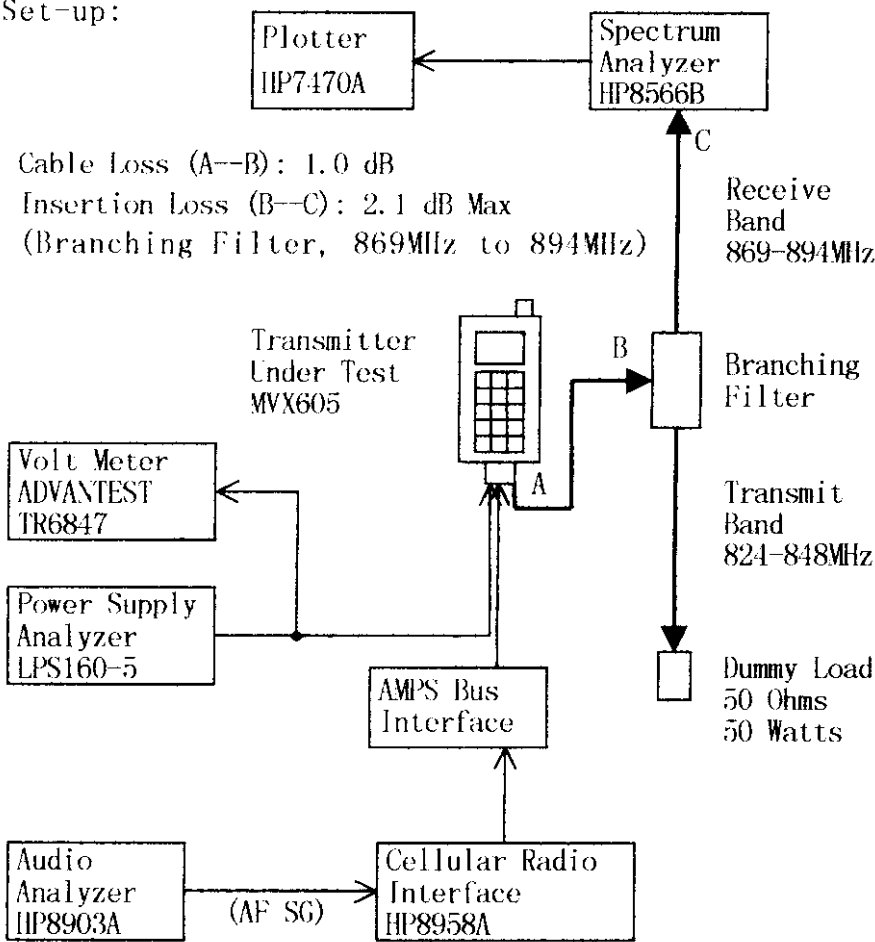 Set-up:
Plotter
HP7470A
Spectrum
Analyzer
HP8566B
C
Cable Loss (A--B): 1.0 dB
Insertion Loss (B--C): 2.1 dB Max
(Branching Filter, 869MHz to 894MHz)
Receive
Band
869-894MHz
Transmitter
Under Test
MVX605
B
Branching
Filter
A
Volt Meter
ADVANTEST
TR6847
Transmit
Band
824-848MHz
Power Supply
Analyzer
LPS160-5
AMPS Bus
Interface
Dummy Load
50 Ohms
50 Watts
Audio
Analyzer
HP8903A
(AF SG)
Cellular Radio
Interface
HP8958A